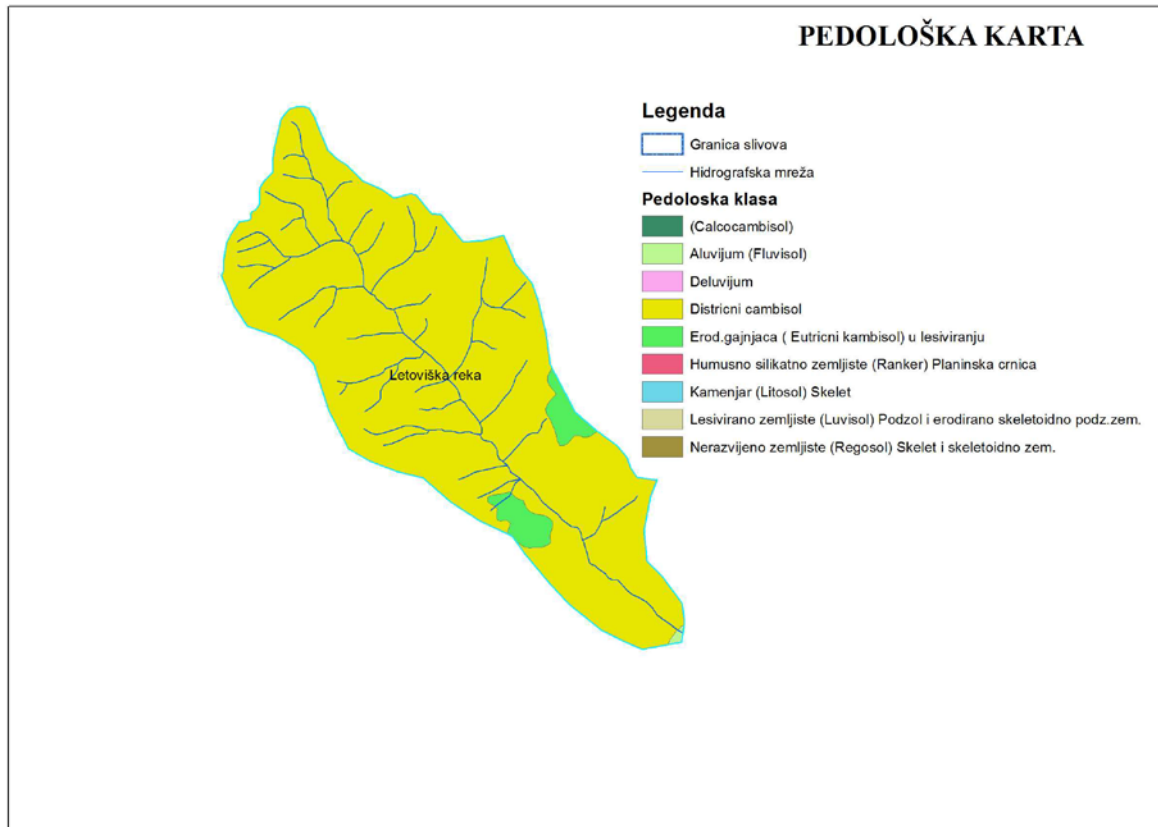 PEDOLOŠKA KARTA
Legenda
Granica slivova
Hidrografska mreža
Pedoloska klasa
(Calcocambisol)
Aluvijum (Fluvisol)
Deluvijum
Districni cambisol
Erod.gajnjaca ( Eutricni kambisol) u lesiviranju
Humusno silikatno zemljiste (Ranker) Planinska crnica
Kamenjar (Litosol) Skelet
Lesivirano zemljiste (Luvisol) Podzol i erodirano skeletoidno podz.zem.
Nerazvijeno zemljiste (Regosol) Skelet i skeletoidno zem.
Letoviška reka